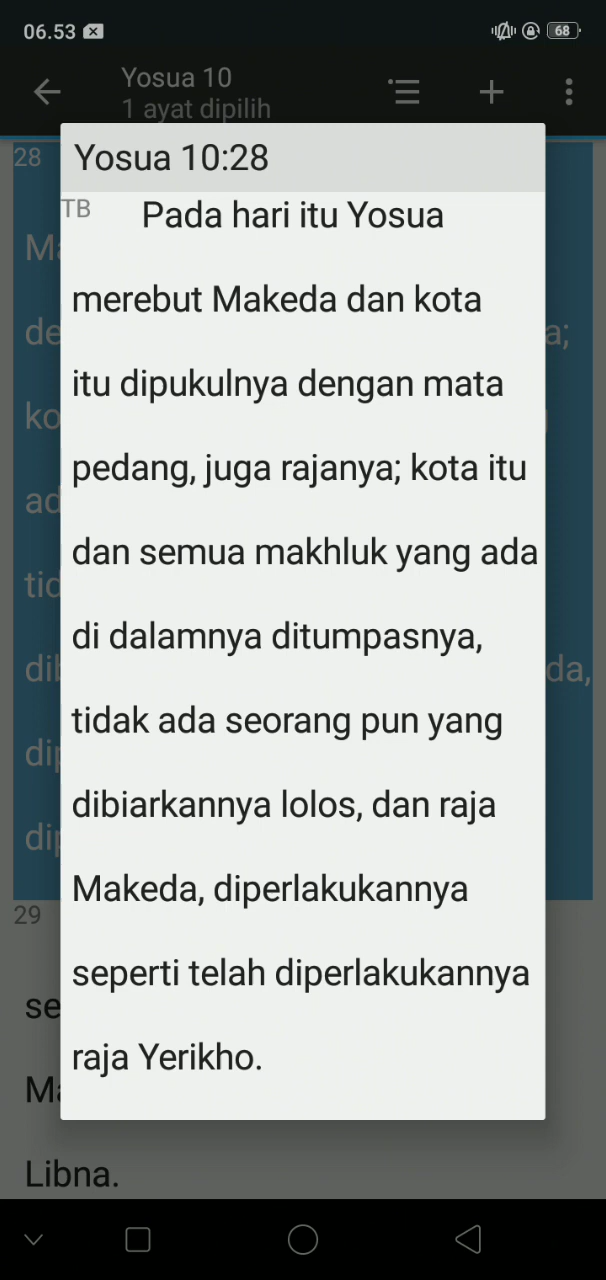 06.53
68
Yosua 10
1 ayat dipilih
28
Yosua 10:28
TB Pada hari itu Yosua
merebut Makeda dan kota
itu dipukulnya dengan mata
pedang, juga rajanya; kota itu
dan semua makhluk yang ada
di dalamnya ditumpasnya,
tidak ada seorang pun yang
dibiarkannya lolos, dan raja
Makeda, diperlakukannya
seperti telah diperlakukannya
raja Yerikho.
29
Libna.